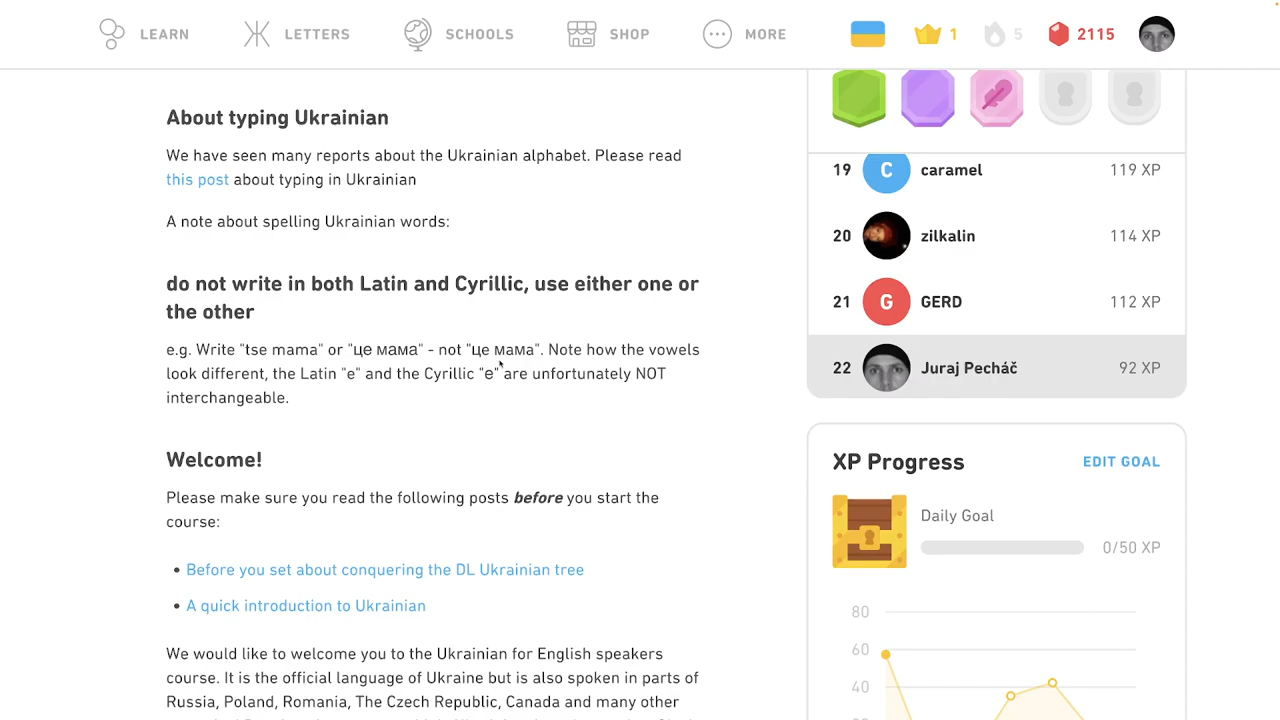 LEARN
LETTERS
SCHOOLS
SHOP
MORE
1
5
2115
About typing Ukrainian
We have seen many reports about the Ukrainian alphabet. Please read
this post about typing in Ukrainian
A note about spelling Ukrainian words:
do not write in both Latin and Cyrillic, use either one or
the other
e.g. Write "tse mama" or "це мама" - not "це мaмa". Note how the vowels
look different, the Latin "e" and the Cyrillic "е" are unfortunately NOT
interchangeable.
Welcome!
Please make sure you read the following posts before you start the
course:
• Before you set about conquering the DL Ukrainian tree
• A quick introduction to Ukrainian
We would like to welcome you to the Ukrainian for English speakers
course. It is the official language of Ukraine but is also spoken in parts of
Russia, Poland, Romania, The Czech Republic, Canada and many other
19 C caramel 119 XP
20 zilkalin 114 XP
21 G GERD 112 XP
22 Juraj Pecháč 92 XP
XP Progress
EDIT GOAL
Daily Goal
0/50 XP
80
60
40